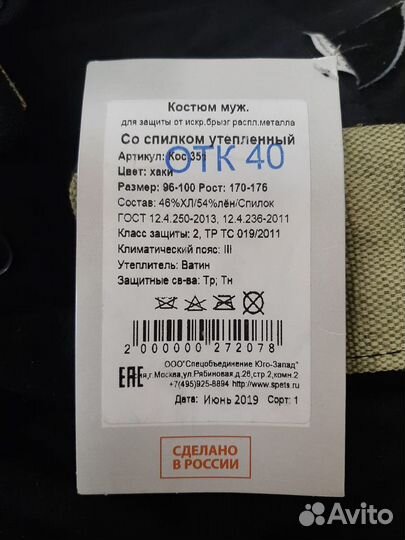 Костюм муж.
для защиты от искр.брызг распл.металла
Со спилком утепленный
Артикул: Кос 35
ОТК 40
Цвет: хаки
Размер: 96-100 Рост: 170-176
Состав: 46%ХЛ/54%лён/Спилок
ГОСТ 12.4.250-2013, 12.4.236-2011
Класс защиты: 2, ТР ТС 019/2011
Климатический пояс: III
Утеплитель: Ватин
Защитные св-ва: Тр; Тн
2 000000 272078
EAC
ООО"Спецобъединение Юго-Запад"
г.Москва,ул.Рябиновая,д.26,стр.2,комн.2
+7(495)925-8894 http://www.spets.ru
Дата: Июнь 2019 Сорт: 1
СДЕЛАНО
В РОССИИ
Avito